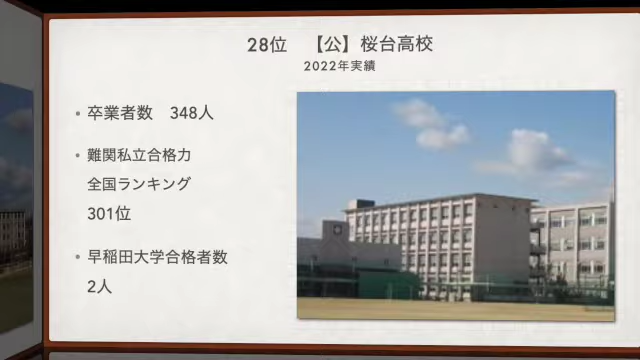 28位 【公】桜台高校
2022年実績
• 卒業者数 348人
• 難関私立合格力
全国ランキング
301位
• 早稲田大学合格者数
2人